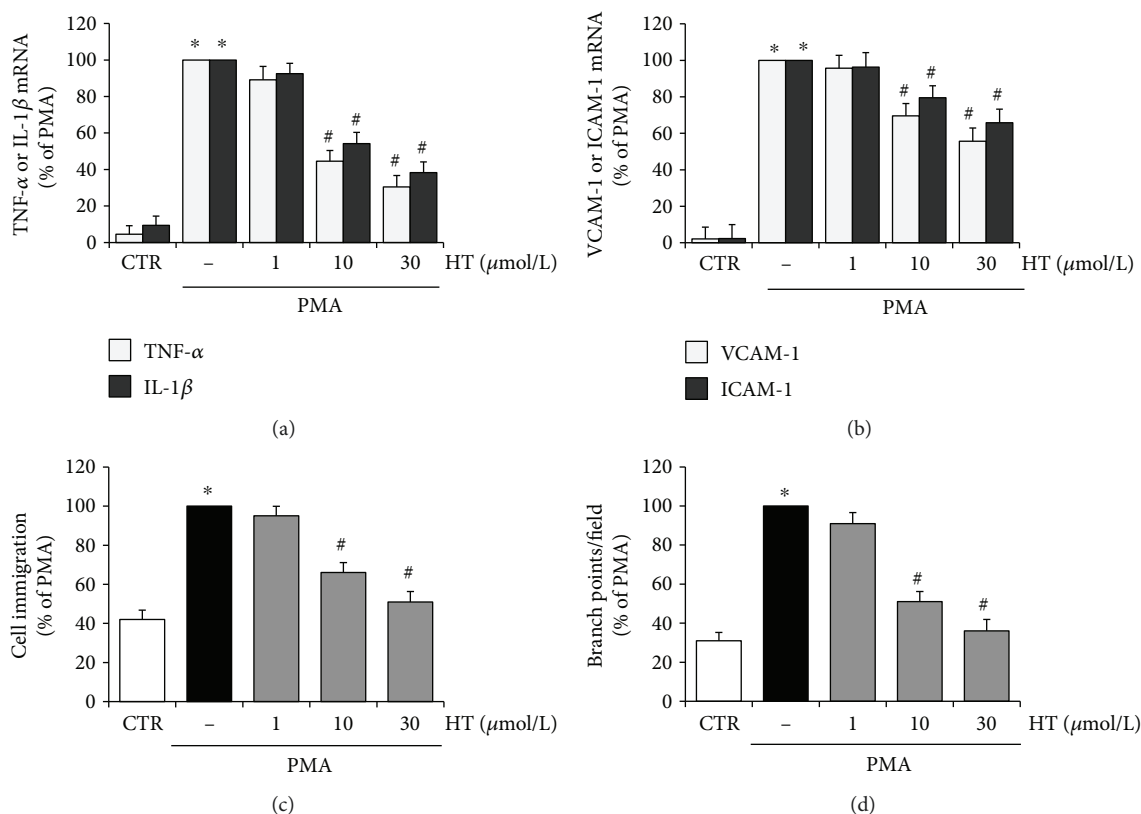 TNF-α or IL-1β mRNA
(% of PMA)
120
100
80
60
40
20
0
* *
# #
# #
CTR – 1 10 30 HT (μmol/L)
PMA
TNF-α
IL-1β
(a)
VCAM-1 or ICAM-1 mRNA
(% of PMA)
120
100
80
60
40
20
0
* *
# #
# #
CTR – 1 10 30 HT (μmol/L)
PMA
VCAM-1
ICAM-1
(b)
Cell immigration
(% of PMA)
120
100
80
60
40
20
0
*
#
#
CTR – 1 10 30 HT (μmol/L)
PMA
(c)
Branch points/field
(% of PMA)
120
100
80
60
40
20
0
*
#
#
CTR – 1 10 30 HT (μmol/L)
PMA
(d)